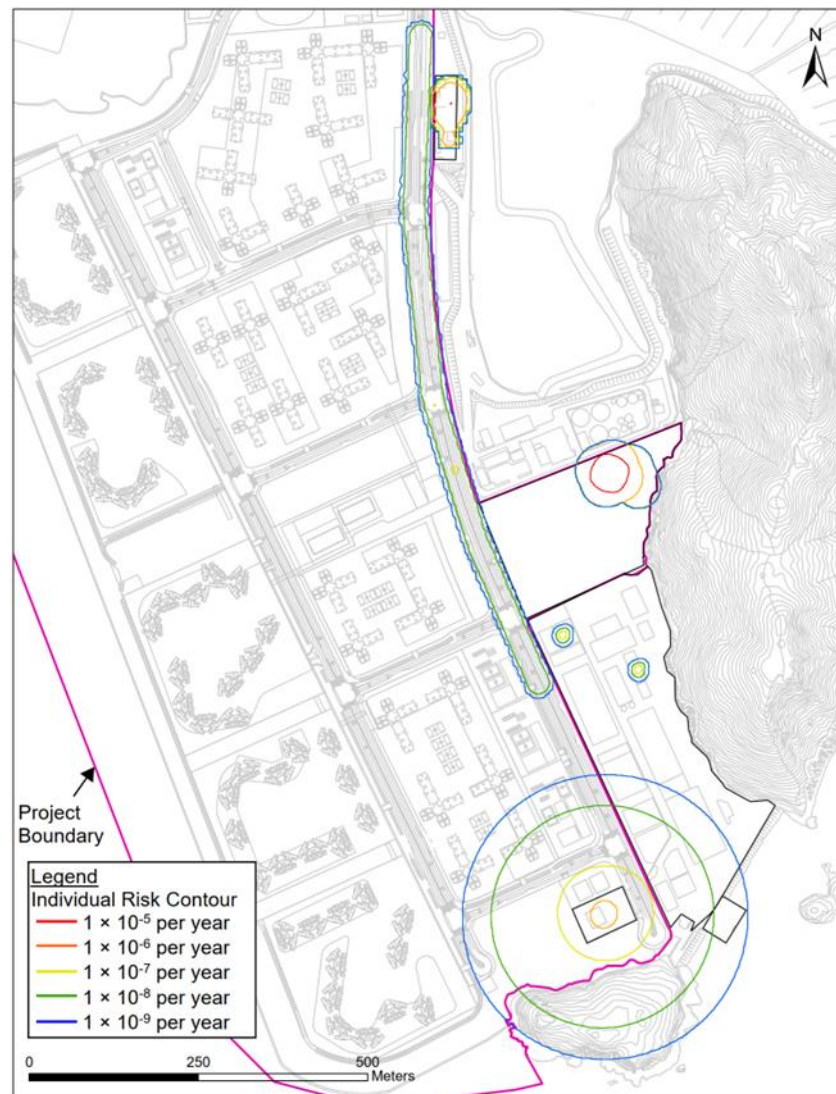 N
Project
Boundary
Legend
Individual Risk Contour
1 × 10⁻⁵ per year
1 × 10⁻⁶ per year
1 × 10⁻⁷ per year
1 × 10⁻⁸ per year
1 × 10⁻⁹ per year
0 250 500
Meters